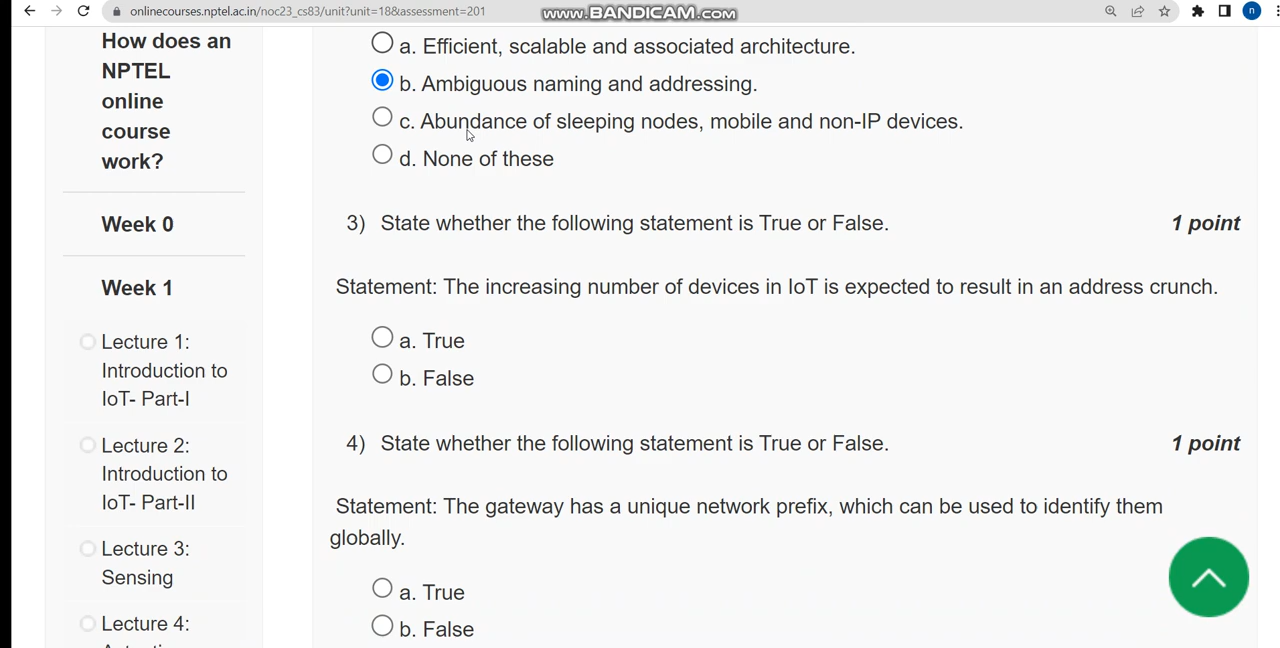 onlinecourses.nptel.ac.in/noc23_cs83/unit?unit=18&assessment=201
www.BANDICAM.com
n
How does an
NPTEL
online
course
work?
Week 0
Week 1
Lecture 1:
Introduction to
IoT- Part-I
Lecture 2:
Introduction to
IoT- Part-II
Lecture 3:
Sensing
Lecture 4:
a. Efficient, scalable and associated architecture.
b. Ambiguous naming and addressing.
c. Abundance of sleeping nodes, mobile and non-IP devices.
d. None of these
3) State whether the following statement is True or False. 1 point
Statement: The increasing number of devices in IoT is expected to result in an address crunch.
a. True
b. False
4) State whether the following statement is True or False. 1 point
Statement: The gateway has a unique network prefix, which can be used to identify them
globally.
a. True
b. False